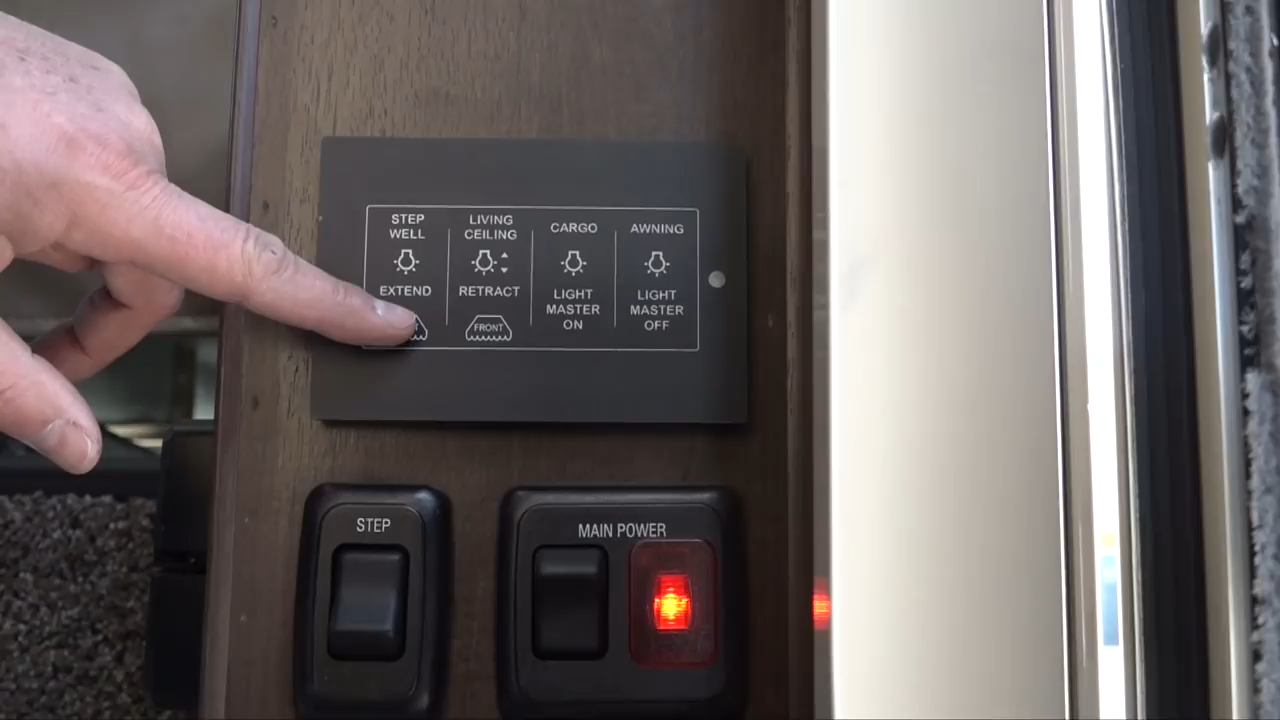 STEP
WELL
LIVING
CEILING
CARGO
AWNING
EXTEND
RETRACT
LIGHT
MASTER
ON
LIGHT
MASTER
OFF
FRONT
STEP
MAIN POWER